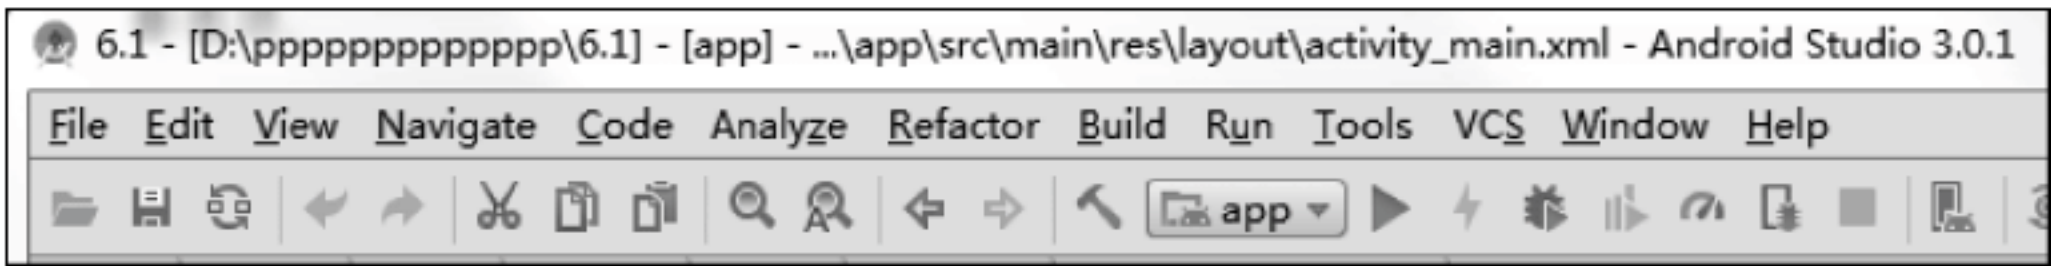 6.1 - [D:\pppppppppppppp\6.1] - [app] - ...\app\src\main\res\layout\activity_main.xml - Android Studio 3.0.1
File Edit View Navigate Code Analyze Refactor Build Run Tools VCS Window Help
app